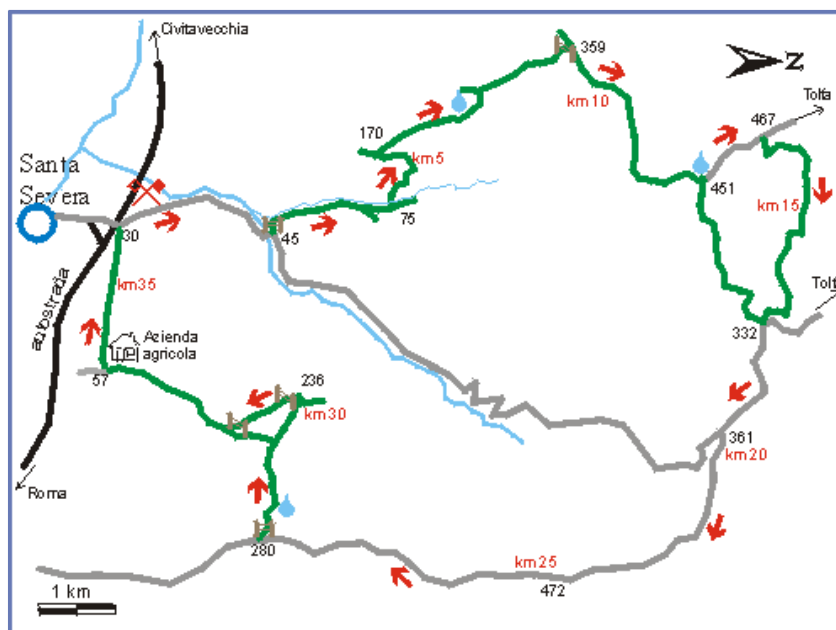 Civitavecchia
359
Z
km10
467
Tolfa
170
km5
Santa
Severa
451
75
km15
30
45
km35
Tolf
332
autostrada
Azienda
agricola
57
236
km30
361
km20
Roma
280
km25
472
1 km